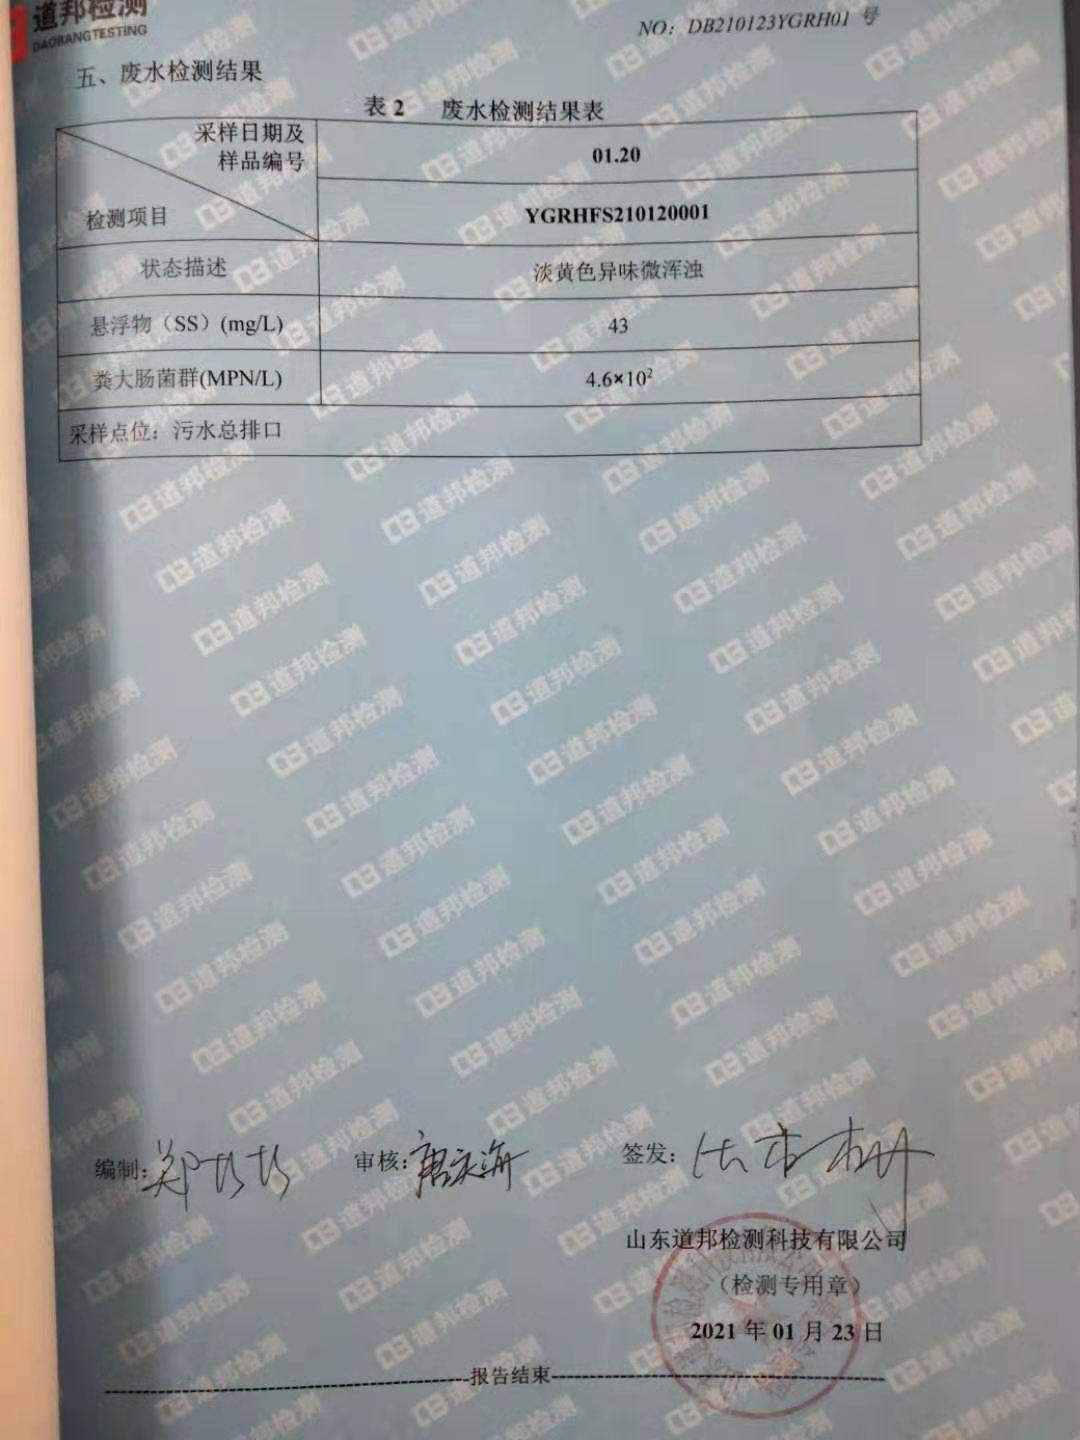 道邦检测
DAOBANGTESTING
NO：DB210123YGRH01 号
五、废水检测结果
表 2 废水检测结果表
采样日期及
样品编号
01.20
检测项目
YGRHFS210120001
状态描述 淡黄色异味微浑浊
悬浮物（SS）(mg/L) 43
粪大肠菌群(MPN/L) 4.6×10²
采样点位：污水总排口
编制： 审核： 签发：
山东道邦检测科技有限公司
（检测专用章）
2021 年 01 月 23 日
报告结束